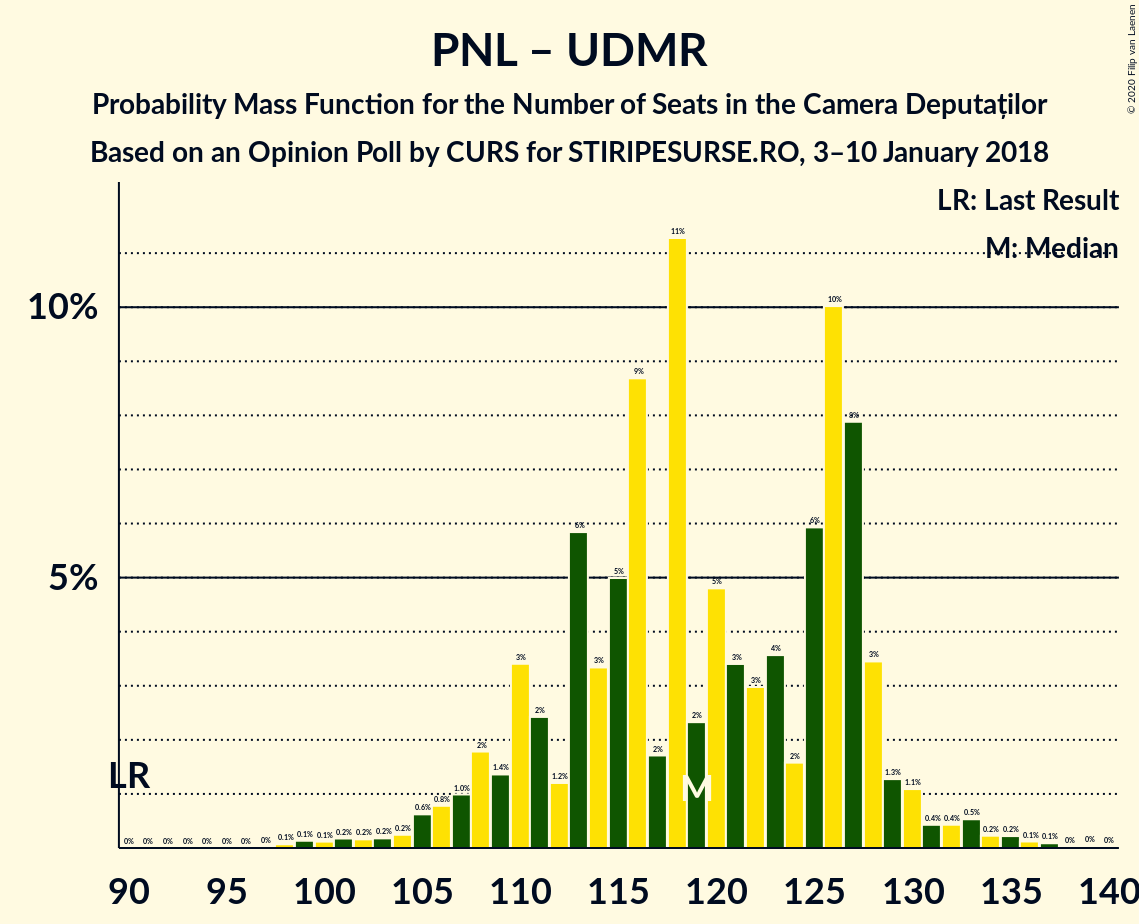 PNL – UDMR
Probability Mass Function for the Number of Seats in the Camera Deputaților
Based on an Opinion Poll by CURS for STIRIPESURSE.RO, 3–10 January 2018
© 2020 Filip van Laenen
LR: Last Result
M: Median
11%
10%
10%
9%
8%
6%
6%
5%
5%
5%
4%
3%
3%
3%
3%
3%
3%
2%
2%
2%
2%
2%
LR
M
0% 0% 0% 0% 0% 0% 0% 0% 0.1% 0.1% 0.1% 0.2% 0.2% 0.2% 0.2% 0.6% 0.8% 1.0% 1.4% 1.2% 1.3% 1.1% 0.4% 0.4% 0.5% 0.2% 0.2% 0.1% 0.1% 0% 0% 0%
90 95 100 105 110 115 120 125 130 135 140